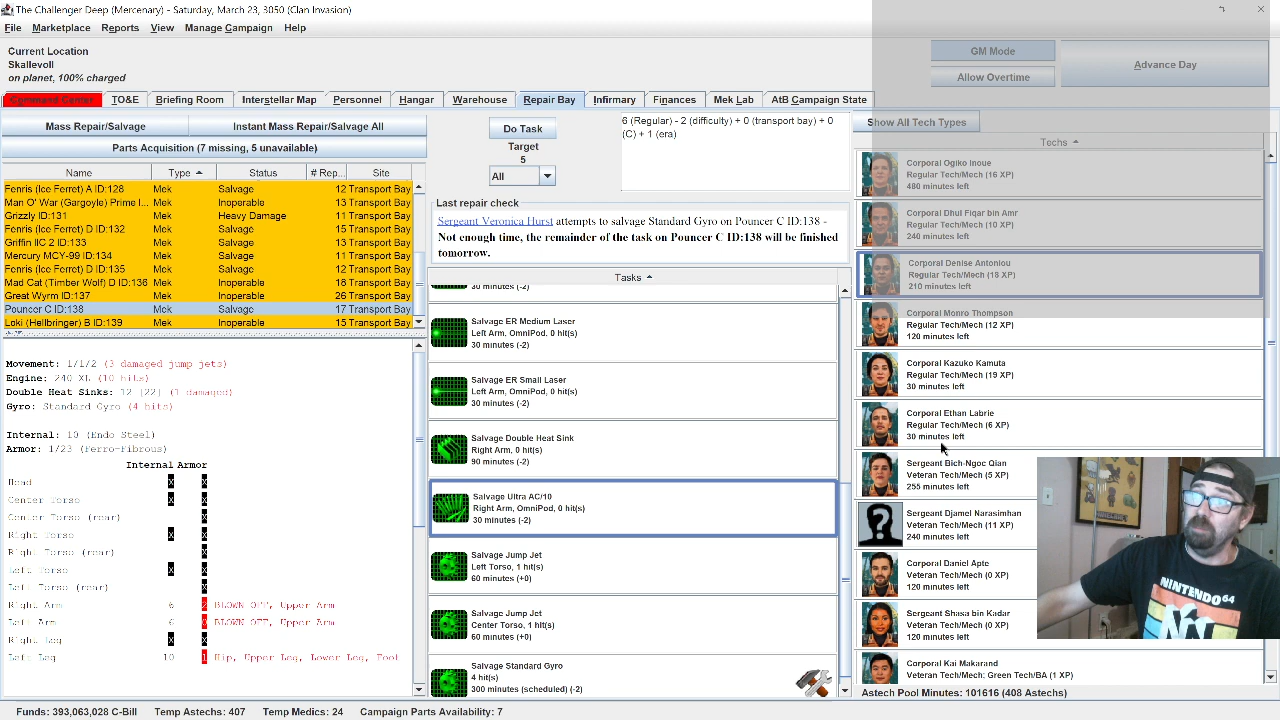 The Challenger Deep (Mercenary) - Saturday, March 23, 3050 (Clan Invasion)
File Marketplace Reports View Manage Campaign Help
Current Location
Skallevoll
on planet, 100% charged
GM Mode
Allow Overtime
Advance Day
Command Center TO&E Briefing Room Interstellar Map Personnel Hangar Warehouse Repair Bay Infirmary Finances Mek Lab AtB Campaign State
Mass Repair/Salvage Instant Mass Repair/Salvage All
Parts Acquisition (7 missing, 5 unavailable)
Name Type Status # Rep... Site
Fenris (Ice Ferret) A ID:128 Mek Salvage 12 Transport Bay
Man O' War (Gargoyle) Prime I... Mek Inoperable 13 Transport Bay
Grizzly ID:131 Mek Heavy Damage 11 Transport Bay
Fenris (Ice Ferret) D ID:132 Mek Salvage 15 Transport Bay
Griffin IIC 2 ID:133 Mek Salvage 13 Transport Bay
Mercury MCY-99 ID:134 Mek Salvage 11 Transport Bay
Fenris (Ice Ferret) D ID:135 Mek Salvage 12 Transport Bay
Mad Cat (Timber Wolf) D ID:136 Mek Inoperable 18 Transport Bay
Great Wyrm ID:137 Mek Inoperable 26 Transport Bay
Pouncer C ID:138 Mek Salvage 17 Transport Bay
Loki (Hellbringer) B ID:139 Mek Inoperable 15 Transport Bay
Movement: 1/1/2 (3 damaged jump jets)
Engine: 240 XL (10 hits)
Double Heat Sinks: 12 [22] damaged)
Gyro: Standard Gyro (4 hits)
Internal: 10 (Endo Steel)
Armor: 1/23 (Ferro-Fibrous)
Internal Armor
Head
Center Torso
Center Torso (rear)
Right Torso
Right Torso (rear)
Left Torso
Left Torso (rear)
Right Arm BLOWN OFF, Upper Arm
Left Arm BLOWN OFF, Upper Arm
Right Leg
Left Leg Hip, Upper Leg, Lower Leg, Foot
Do Task
Target
5
All
6 (Regular) - 2 (difficulty) + 0 (transport bay) + 0
(C) + 1 (era)
Last repair check
Sergeant Veronica Hurst attempts to salvage Standard Gyro on Pouncer C ID:138 -
Not enough time, the remainder of the task on Pouncer C ID:138 will be finished
tomorrow.
Tasks
30 minutes (-2)
Salvage ER Medium Laser
Left Arm, OmniPod, 0 hit(s)
30 minutes (-2)
Salvage ER Small Laser
Left Arm, OmniPod, 0 hit(s)
30 minutes (-2)
Salvage Double Heat Sink
Right Arm, 0 hit(s)
90 minutes (-2)
Salvage Ultra AC/10
Right Arm, OmniPod, 0 hit(s)
30 minutes (-2)
Salvage Jump Jet
Left Torso, 1 hit(s)
60 minutes (+0)
Salvage Jump Jet
Center Torso, 1 hit(s)
60 minutes (+0)
Salvage Standard Gyro
4 hit(s)
300 minutes (scheduled) (-2)
Show All Tech Types
Techs
Corporal Ogiko Inoue
Regular Tech/Mech (16 XP)
480 minutes left
Corporal Dhul Fiqar bin Amr
Regular Tech/Mech (10 XP)
240 minutes left
Corporal Denise Antoniou
Regular Tech/Mech (18 XP)
210 minutes left
Corporal Monro Thompson
Regular Tech/Mech (12 XP)
120 minutes left
Corporal Kazuko Kamuta
Regular Tech/Mech (19 XP)
30 minutes left
Corporal Ethan Labrie
Regular Tech/Mech (6 XP)
30 minutes left
Sergeant Bich-Ngoc Qian
Veteran Tech/Mech (5 XP)
255 minutes left
Sergeant Djamel Narasimhan
Veteran Tech/Mech (11 XP)
240 minutes left
Corporal Daniel Apte
Veteran Tech/Mech (0 XP)
120 minutes left
Sergeant Shasa bin Kadar
Veteran Tech/Mech (0 XP)
120 minutes left
Corporal Kai Makarand
Veteran Tech/Mech; Green Tech/BA (1 XP)
Astech Pool Minutes: 101616 (408 Astechs)
NINTENDO 64
Funds: 393,063,028 C-Bill Temp Astechs: 407 Temp Medics: 24 Campaign Parts Availability: 7